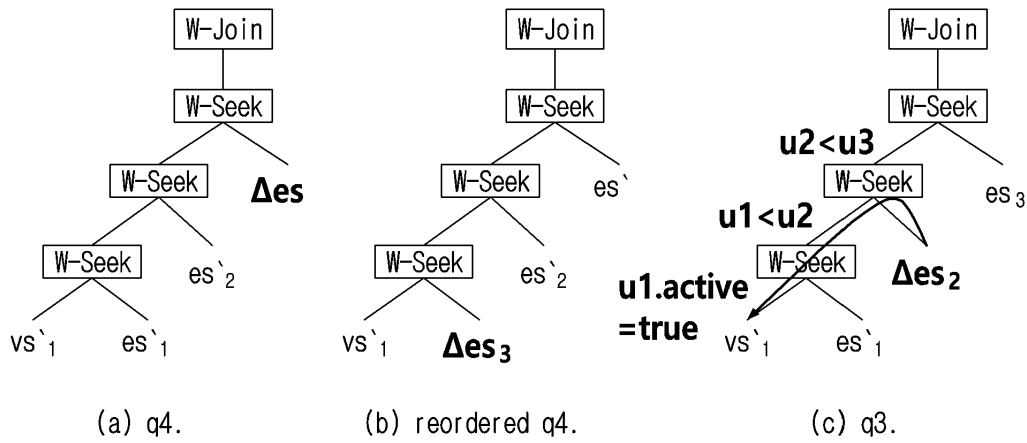 W-Join
W-Seek
W-Seek
Δes
W-Seek
es`₂
vs`₁
es`₁
(a) q4.
W-Join
W-Seek
W-Seek
es`
W-Seek
es`₂
vs`₁
Δes₃
(b) reordered q4.
W-Join
W-Seek
u2<u3
W-Seek
es₃
u1<u2
W-Seek
Δes₂
u1.active
=true
vs`₁
es`₁
(c) q3.